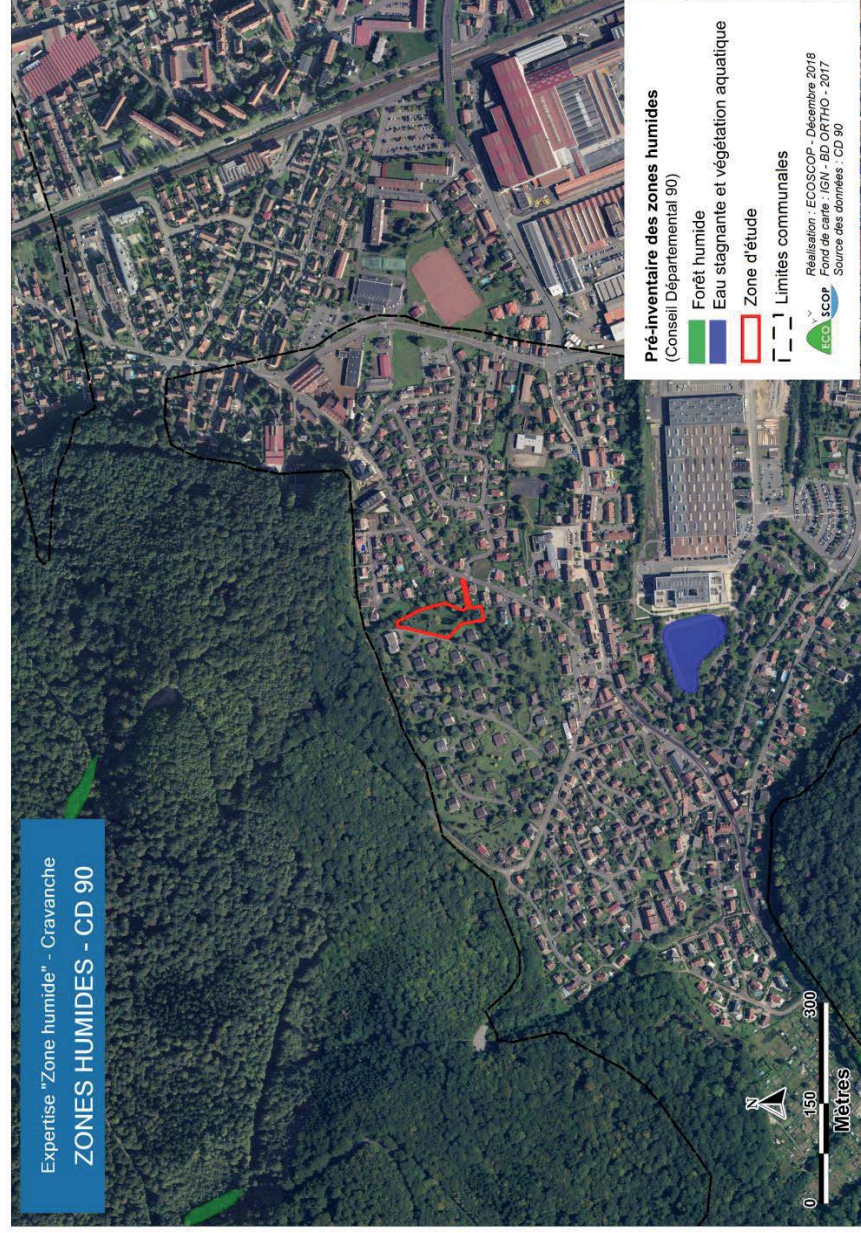 Expertise "Zone humide" - Cravanche
ZONES HUMIDES - CD 90
Pré-inventaire des zones humides
(Conseil Départemental 90)
Forêt humide
Eau stagnante et végétation aquatique
Zone d'étude
Limites communales
ECO SCOP
Réalisation : ECOSCOP - Décembre 2018
Fond de carte : IGN - BD ORTHO - 2017
Source des données : CD 90
N
0 150 300
Mètres